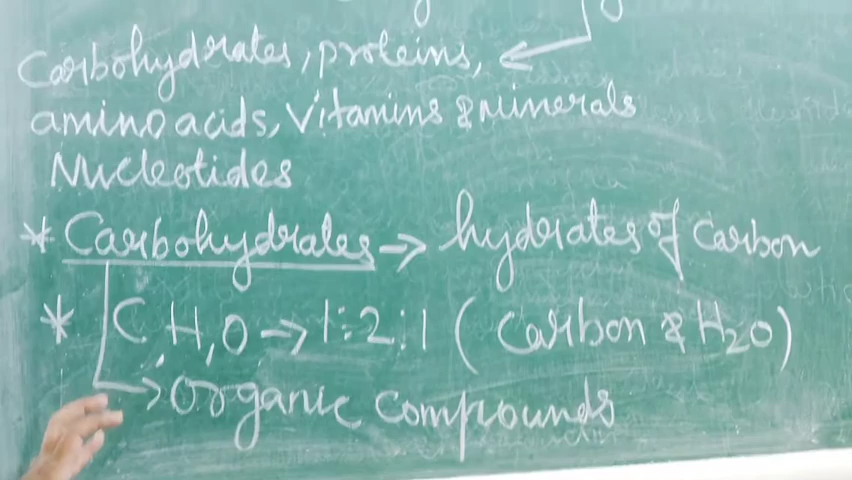 Carbohydrates, proteins, ←
amino acids, Vitamins & Minerals
Nucleotides
* Carbohydrates → hydrates of Carbon
* C,H,O → 1:2:1 (Carbon & H2O)
→ Organic compounds